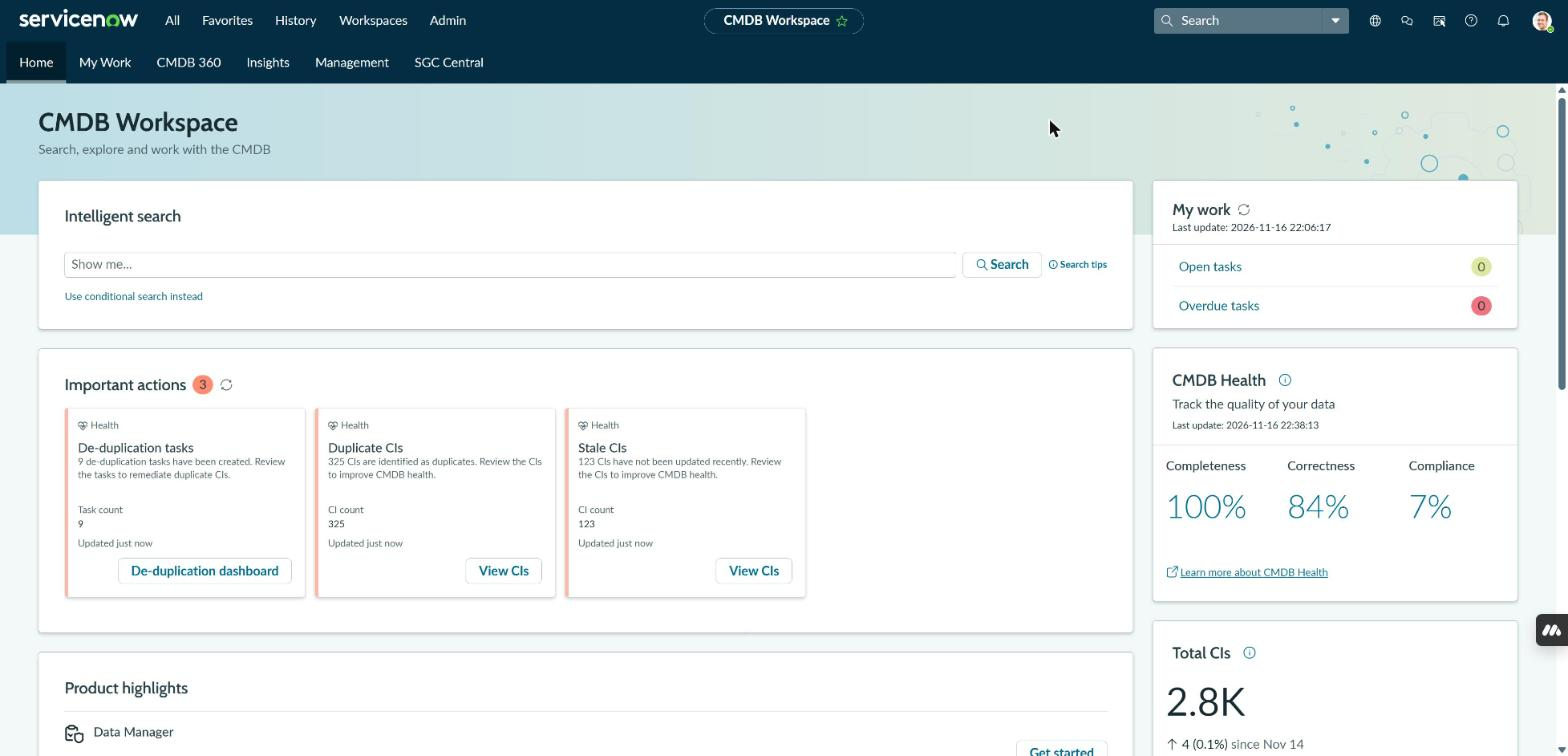 servicenow
All
Favorites
History
Workspaces
Admin
CMDB Workspace
Search
Home
My Work
CMDB 360
Insights
Management
SGC Central
CMDB Workspace
Search, explore and work with the CMDB
Intelligent search
Show me...
Search
Search tips
Use conditional search instead
My work
Last update: 2026-11-16 22:06:17
Open tasks
0
Overdue tasks
0
Important actions 3
Health
De-duplication tasks
9 de-duplication tasks have been created. Review
the tasks to remediate duplicate CIs.
Task count
9
Updated just now
De-duplication dashboard
Health
Duplicate CIs
325 CIs are identified as duplicates. Review the CIs
to improve CMDB health.
CI count
325
Updated just now
View CIs
Health
Stale CIs
123 CIs have not been updated recently. Review
the CIs to improve CMDB health.
CI count
123
Updated just now
View CIs
CMDB Health
Track the quality of your data
Last update: 2026-11-16 22:38:13
Completeness
100%
Correctness
84%
Compliance
7%
Learn more about CMDB Health
Product highlights
Data Manager
Get started
Total CIs
2.8K
4 (0.1%) since Nov 14